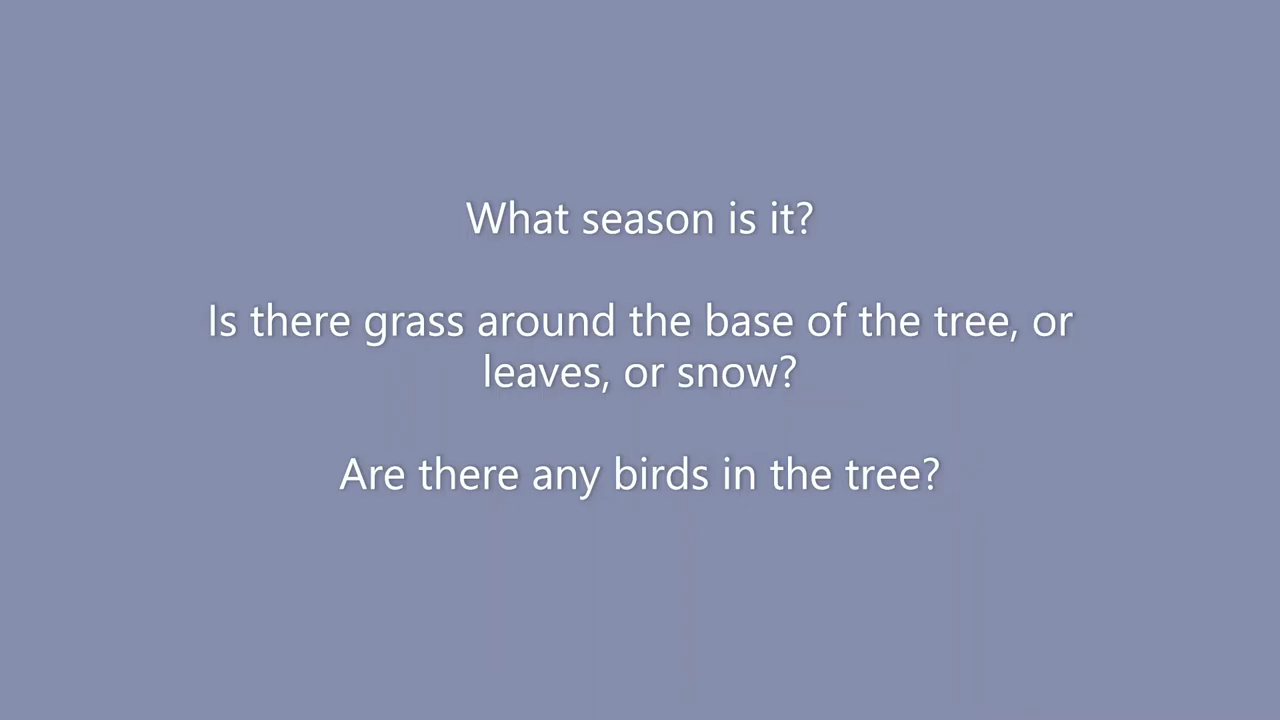 What season is it?
Is there grass around the base of the tree, or
leaves, or snow?
Are there any birds in the tree?